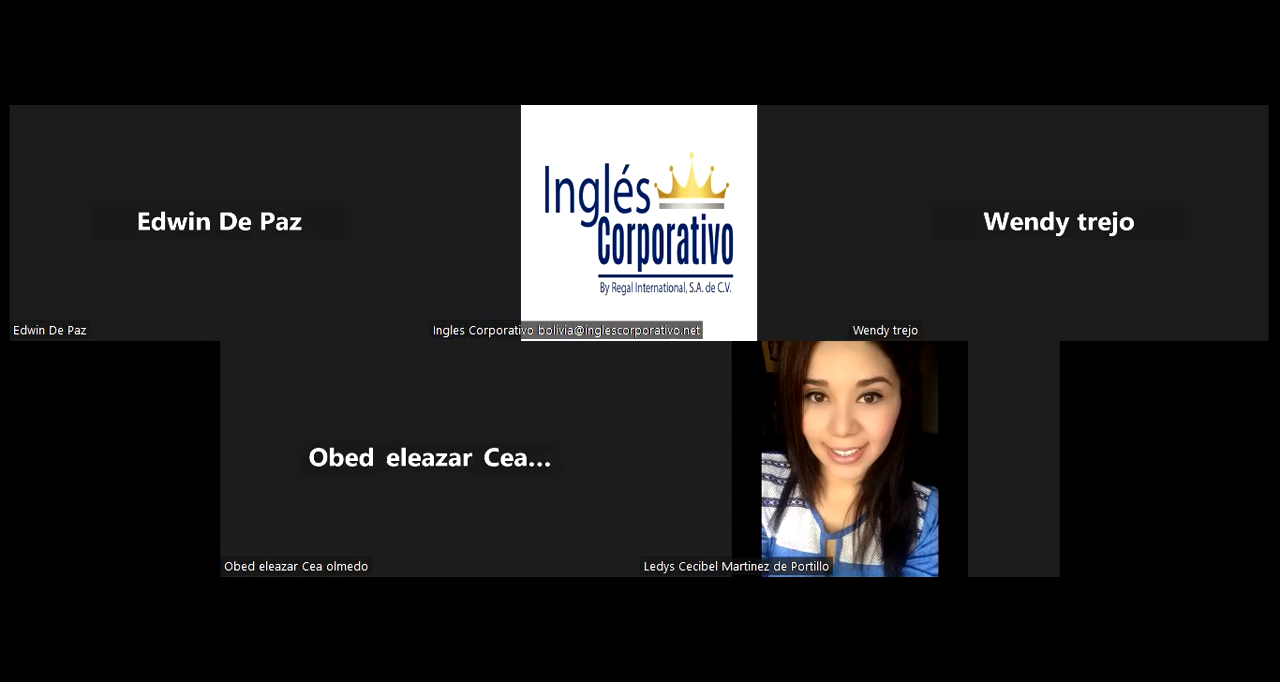 Edwin De Paz
Inglés
Corporativo
By Regal International, S.A. de C.V.
Wendy trejo
Edwin De Paz
Ingles Corporativo bolivia@inglescorporativo.net
Wendy trejo
Obed eleazar Cea...
Obed eleazar Cea olmedo
Ledys Cecibel Martinez de Portillo